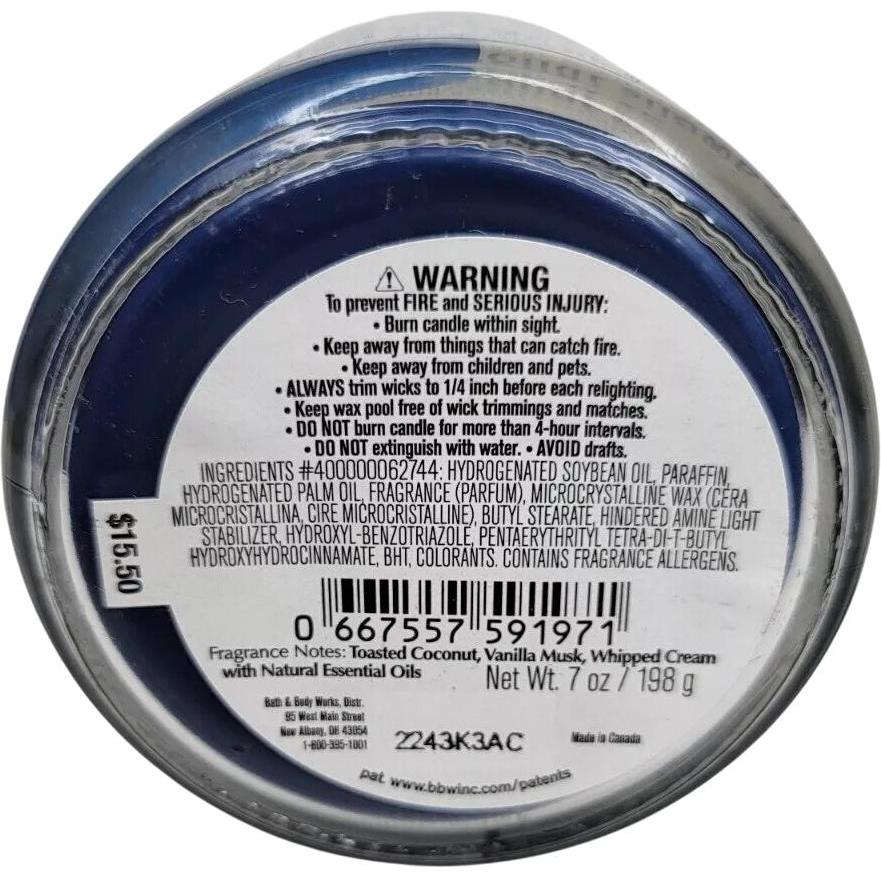 ⚠ WARNING
To prevent FIRE and SERIOUS INJURY:
• Burn candle within sight.
• Keep away from things that can catch fire.
• Keep away from children and pets.
• ALWAYS trim wicks to 1/4 inch before each relighting.
• Keep wax pool free of wick trimmings and matches.
• DO NOT burn candle for more than 4-hour intervals.
• DO NOT extinguish with water. • AVOID drafts.
INGREDIENTS #400000062744: HYDROGENATED SOYBEAN OIL, PARAFFIN,
HYDROGENATED PALM OIL, FRAGRANCE (PARFUM), MICROCRYSTALLINE WAX (CERA
MICROCRISTALLINA, CIRE MICROCRISTALLINE), BUTYL STEARATE, HINDERED AMINE LIGHT
STABILIZER, HYDROXYL-BENZOTRIAZOLE, PENTAERYTHRITYL TETRA-DI-T-BUTYL
HYDROXYHYDROCINNAMATE, BHT, COLORANTS. CONTAINS FRAGRANCE ALLERGENS.
$15.50
0 667557 591971
Fragrance Notes: Toasted Coconut, Vanilla Musk, Whipped Cream
with Natural Essential Oils
Net Wt. 7 oz / 198 g
Bath & Body Works, Distr.
95 West Main Street
New Albany, OH 43054
1-800-395-1001
2243K3AC
Made in Canada
pat. www.bbwinc.com/patents